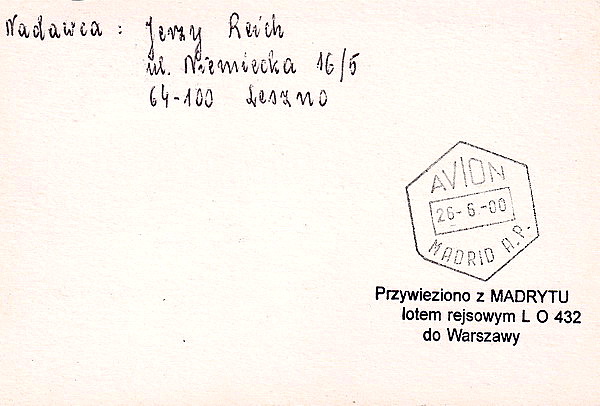 Nadawca : Jerzy Reich
ul. Niemiecka 16/5
64-100 Leszno
AVION
26-6.-00
MADRID A.P.
Przywieziono z MADRYTU
lotem rejsowym L O 432
do Warszawy